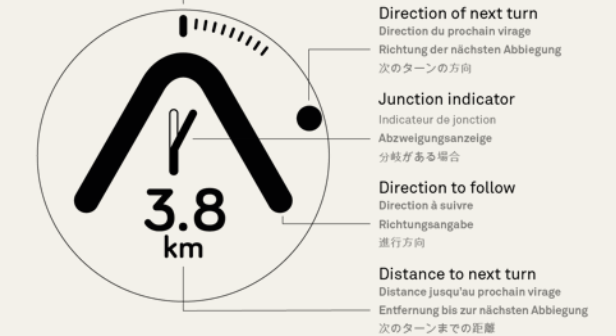 Direction of next turn
Direction du prochain virage
Richtung der nächsten Abbiegung
次のターンの方向
Junction indicator
Indicateur de jonction
Abzweigungsanzeige
分岐がある場合
3.8
km
Direction to follow
Direction à suivre
Richtungsangabe
進行方向
Distance to next turn
Distance jusqu'au prochain virage
Entfernung bis zur nächsten Abbiegung
次のターンまでの距離